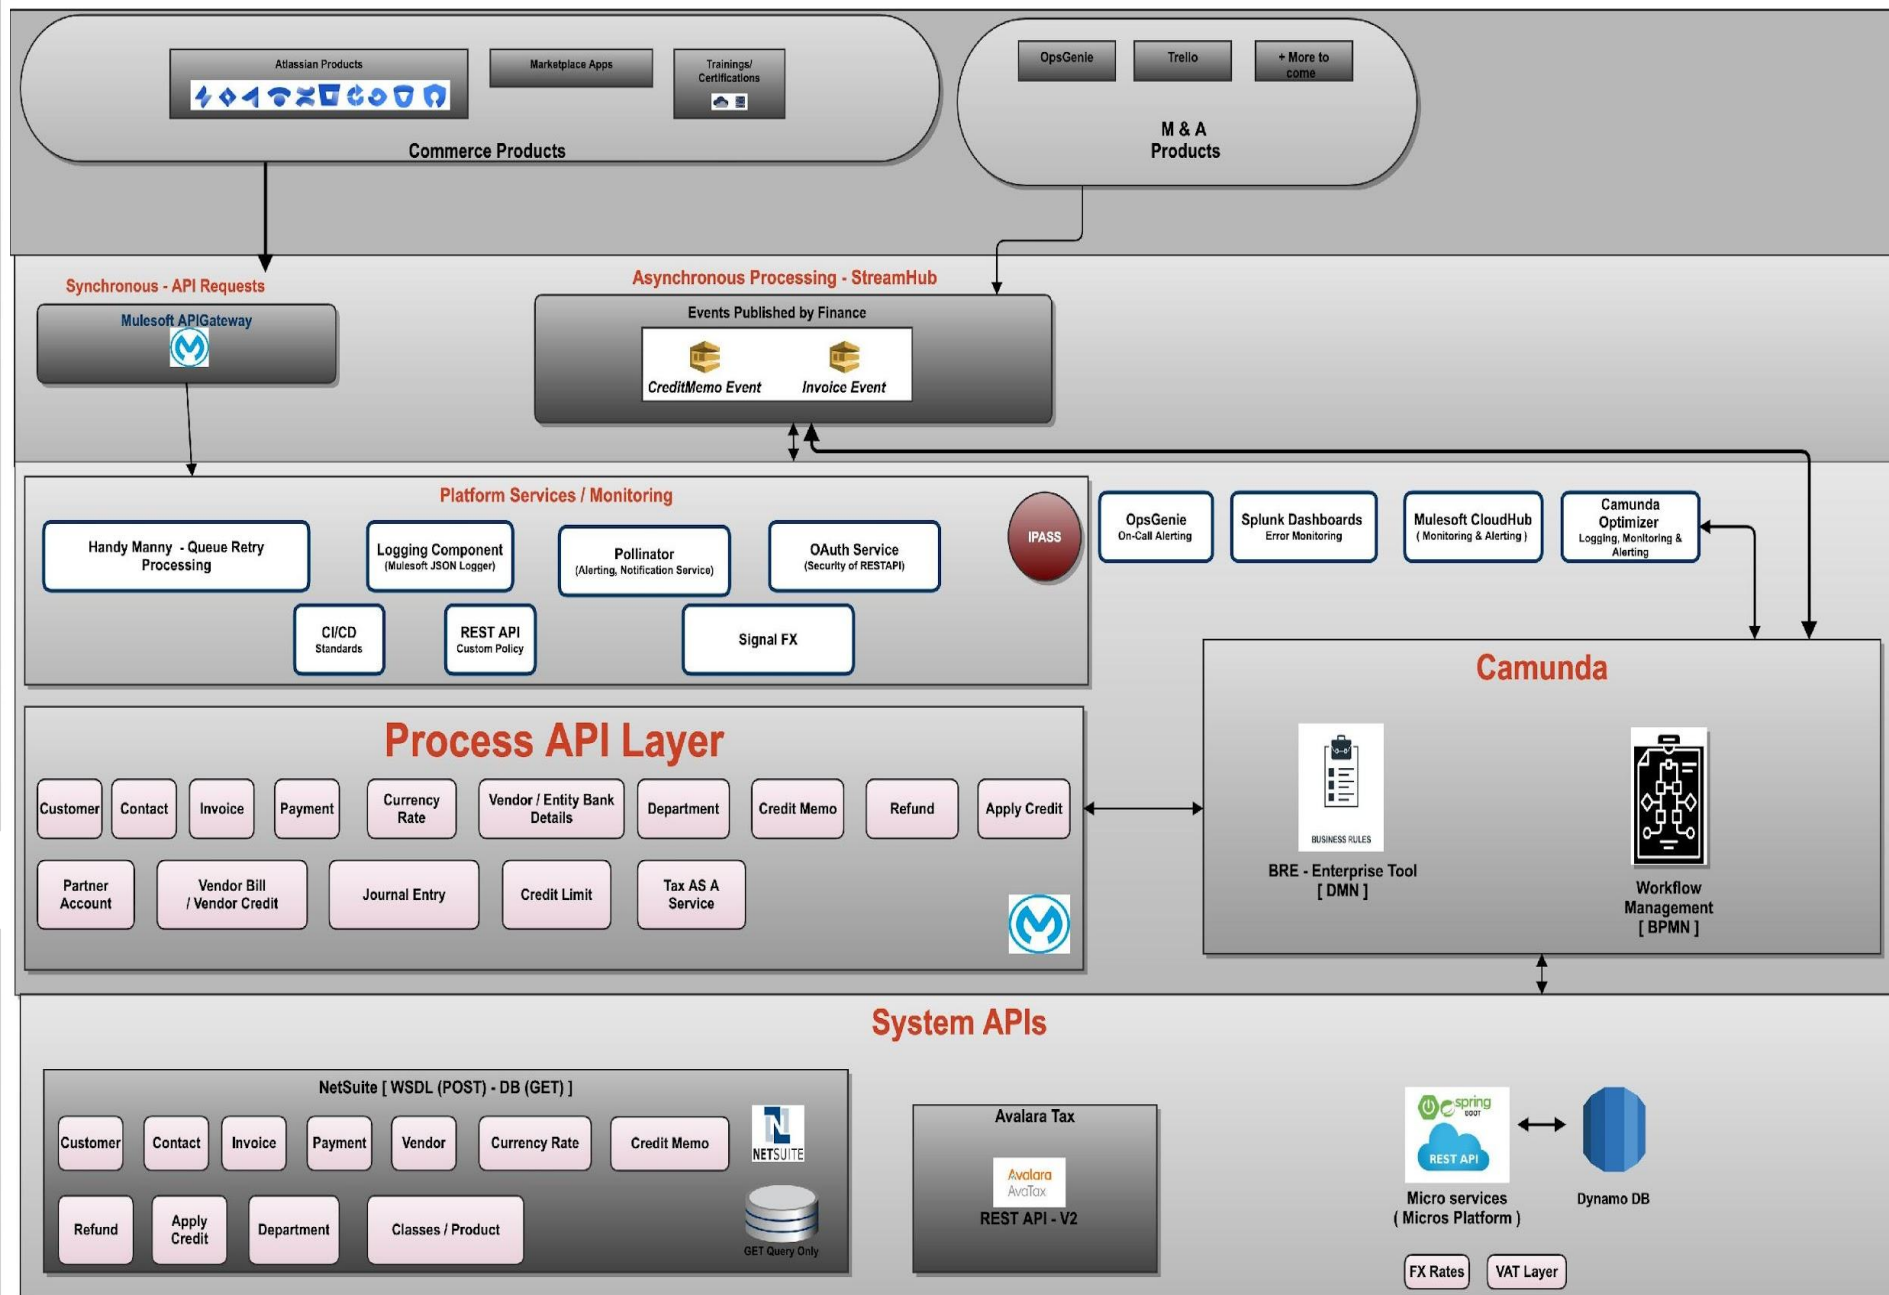 Atlassian Products
Marketplace Apps
Trainings/
Certifications
Commerce Products
OpsGenie
Trello
+ More to
come
M & A
Products
Synchronous - API Requests
Mulesoft APIGateway
Asynchronous Processing - StreamHub
Events Published by Finance
CreditMemo Event
Invoice Event
Platform Services / Monitoring
Handy Manny - Queue Retry
Processing
Logging Component
(Mulesoft JSON Logger)
Pollinator
(Alerting, Notification Service)
OAuth Service
(Security of RESTAPI)
IPASS
CI/CD
Standards
REST API
Custom Policy
Signal FX
OpsGenie
On-Call Alerting
Splunk Dashboards
Error Monitoring
Mulesoft CloudHub
( Monitoring & Alerting )
Camunda
Optimizer
Logging, Monitoring &
Alerting
Process API Layer
Customer
Contact
Invoice
Payment
Currency
Rate
Vendor / Entity Bank
Details
Department
Credit Memo
Refund
Apply Credit
Partner
Account
Vendor Bill
/ Vendor Credit
Journal Entry
Credit Limit
Tax AS A
Service
Camunda
BUSINESS RULES
BRE - Enterprise Tool
[ DMN ]
Workflow
Management
[ BPMN ]
System APIs
NetSuite [ WSDL (POST) - DB (GET) ]
Customer
Contact
Invoice
Payment
Vendor
Currency Rate
Credit Memo
N
NETSUITE
Refund
Apply
Credit
Department
Classes / Product
GET Query Only
Avalara Tax
Avalara
AvaTax
REST API - V2
spring
BOOT
REST API
Micro services
( Micros Platform )
Dynamo DB
FX Rates
VAT Layer